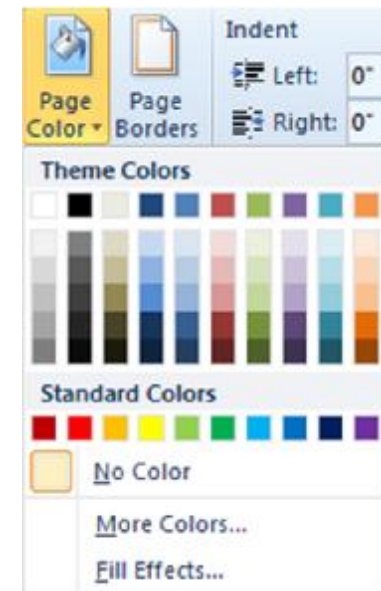 Indent
Left: 0"
Right: 0"
Page Color
Page Borders
Theme Colors
Standard Colors
No Color
More Colors...
Fill Effects...